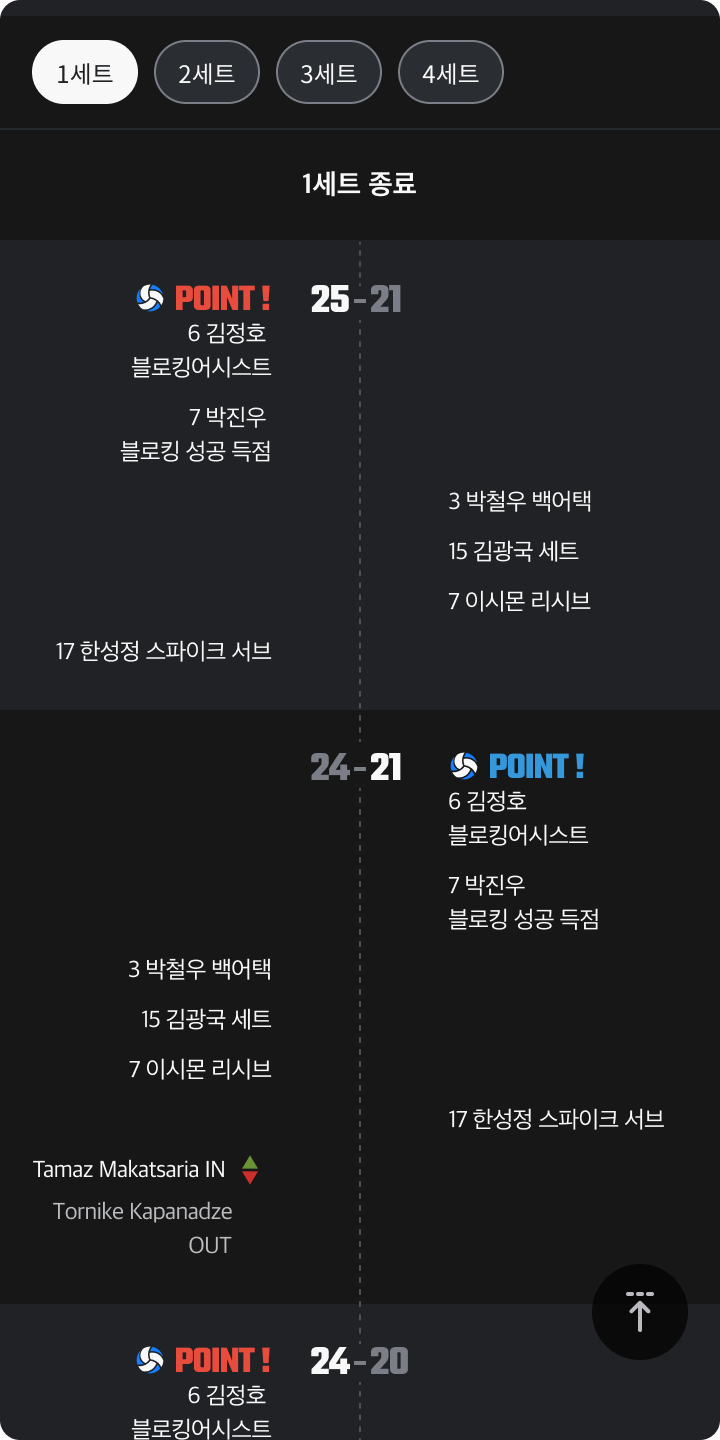 1세트 2세트 3세트 4세트
1세트 종료
POINT ! 25-21
6 김정호
블로킹어시스트
7 박진우
블로킹 성공 득점
3 박철우 백어택
15 김광국 세트
7 이시몬 리시브
17 한성정 스파이크 서브
24-21 POINT !
6 김정호
블로킹어시스트
7 박진우
블로킹 성공 득점
3 박철우 백어택
15 김광국 세트
7 이시몬 리시브
17 한성정 스파이크 서브
Tamaz Makatsaria IN
Tornike Kapanadze
OUT
POINT ! 24-20
6 김정호
블로킹어시스트